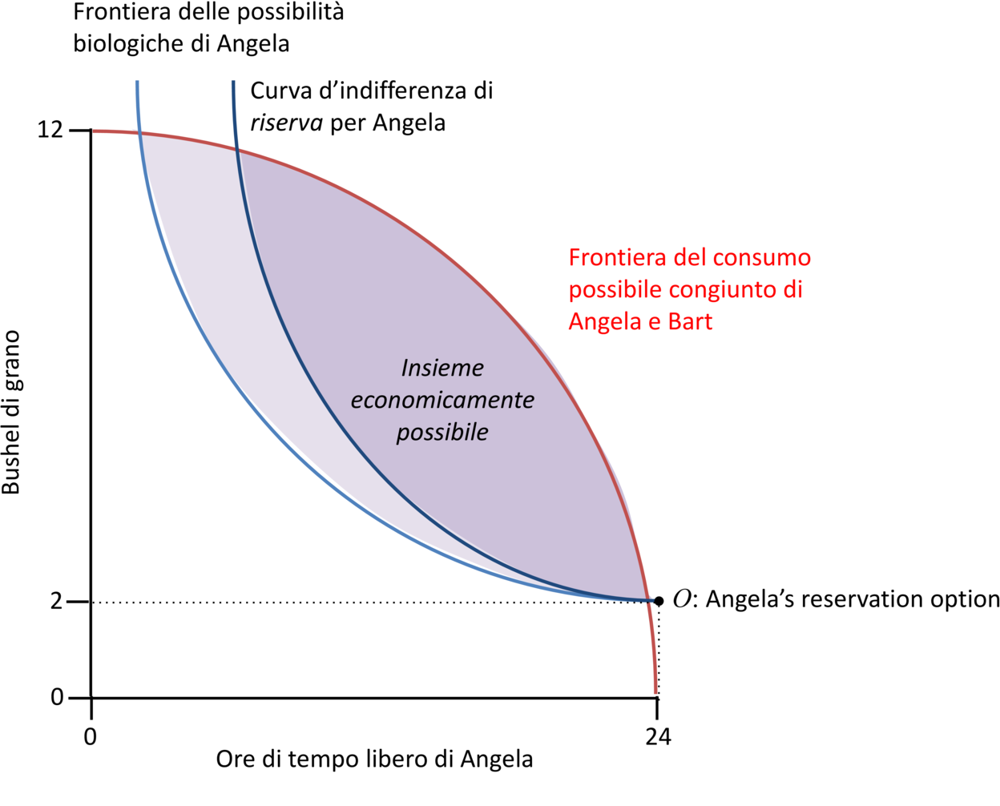 Frontiera delle possibilità
biologiche di Angela
Curva d’indifferenza di
riserva per Angela
12
Frontiera del consumo
possibile congiunto di
Angela e Bart
Insieme
economicamente
possibile
Bushel di grano
2
O: Angela’s reservation option
0
0
24
Ore di tempo libero di Angela